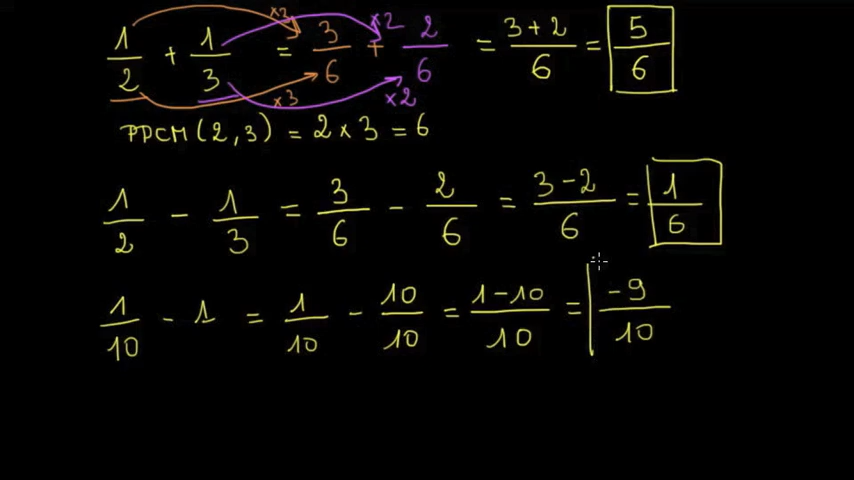 1/2 + 1/3 = 3/6 + 2/6 = 3+2/6 = 5/6
×3 ×2
×3 ×2
PPCM(2,3) = 2×3 = 6
1/2 - 1/3 = 3/6 - 2/6 = 3-2/6 = 1/6
1/10 - 1 = 1/10 - 10/10 = 1-10/10 = -9/10